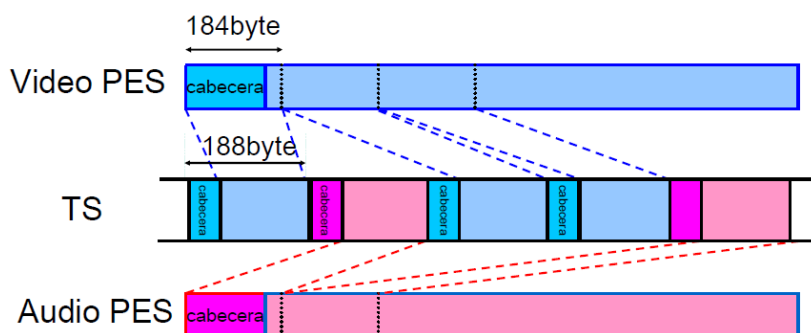 184byte
Video PES
cabecera
188byte
TS
cabecera
cabecera
cabecera
cabecera
Audio PES
cabecera